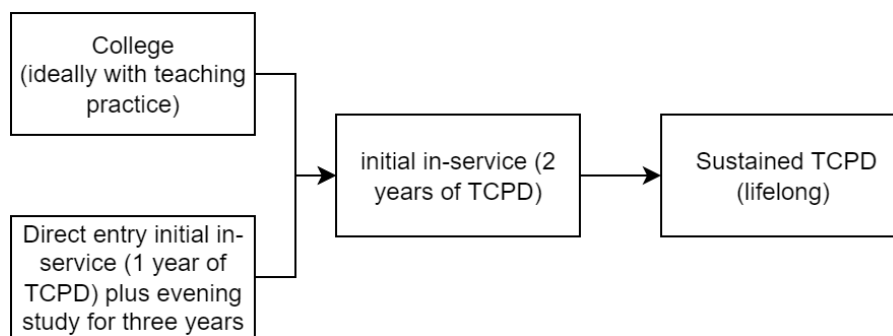 College
(ideally with teaching
practice)
Direct entry initial in-
service (1 year of
TCPD) plus evening
study for three years
initial in-service (2
years of TCPD)
Sustained TCPD
(lifelong)